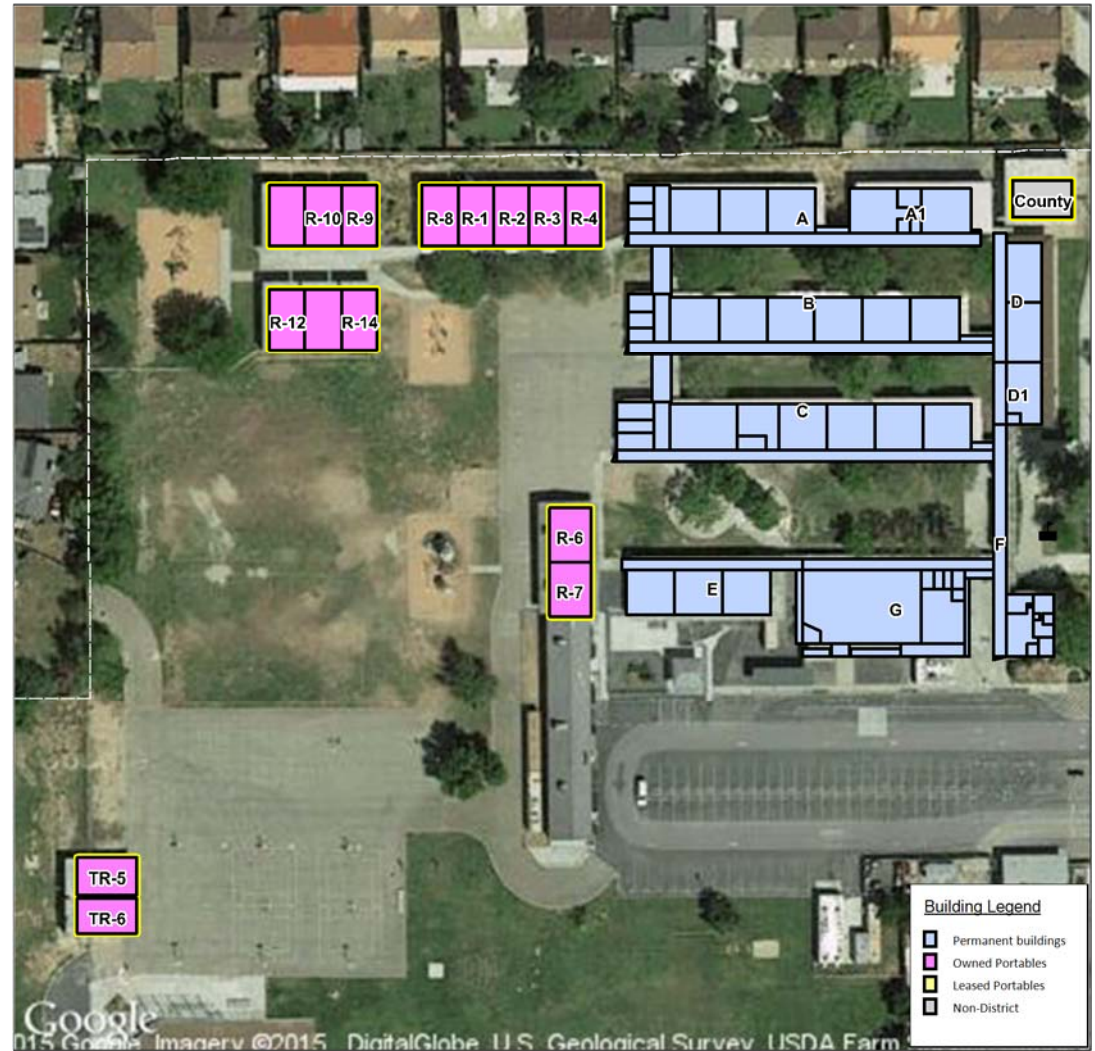 R-10 R-9 R-8 R-1 R-2 R-3 R-4 A A1 County
R-12 R-14 B D
C D1
R-6 F
R-7 E G
TR-5
TR-6
Building Legend
Permanent buildings
Owned Portables
Leased Portables
Non-District
Google
015 Google Imagery ©2015 , DigitalGlobe, U.S. Geological Survey, USDA Farm S